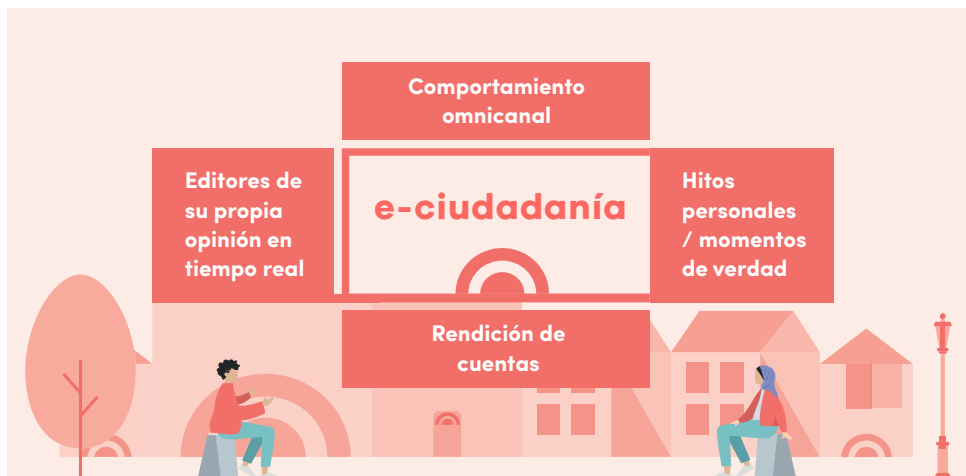 Comportamiento
omnicanal
Editores de
su propia
opinión en
tiempo real
e-ciudadanía
Hitos
personales
/ momentos
de verdad
Rendición de
cuentas